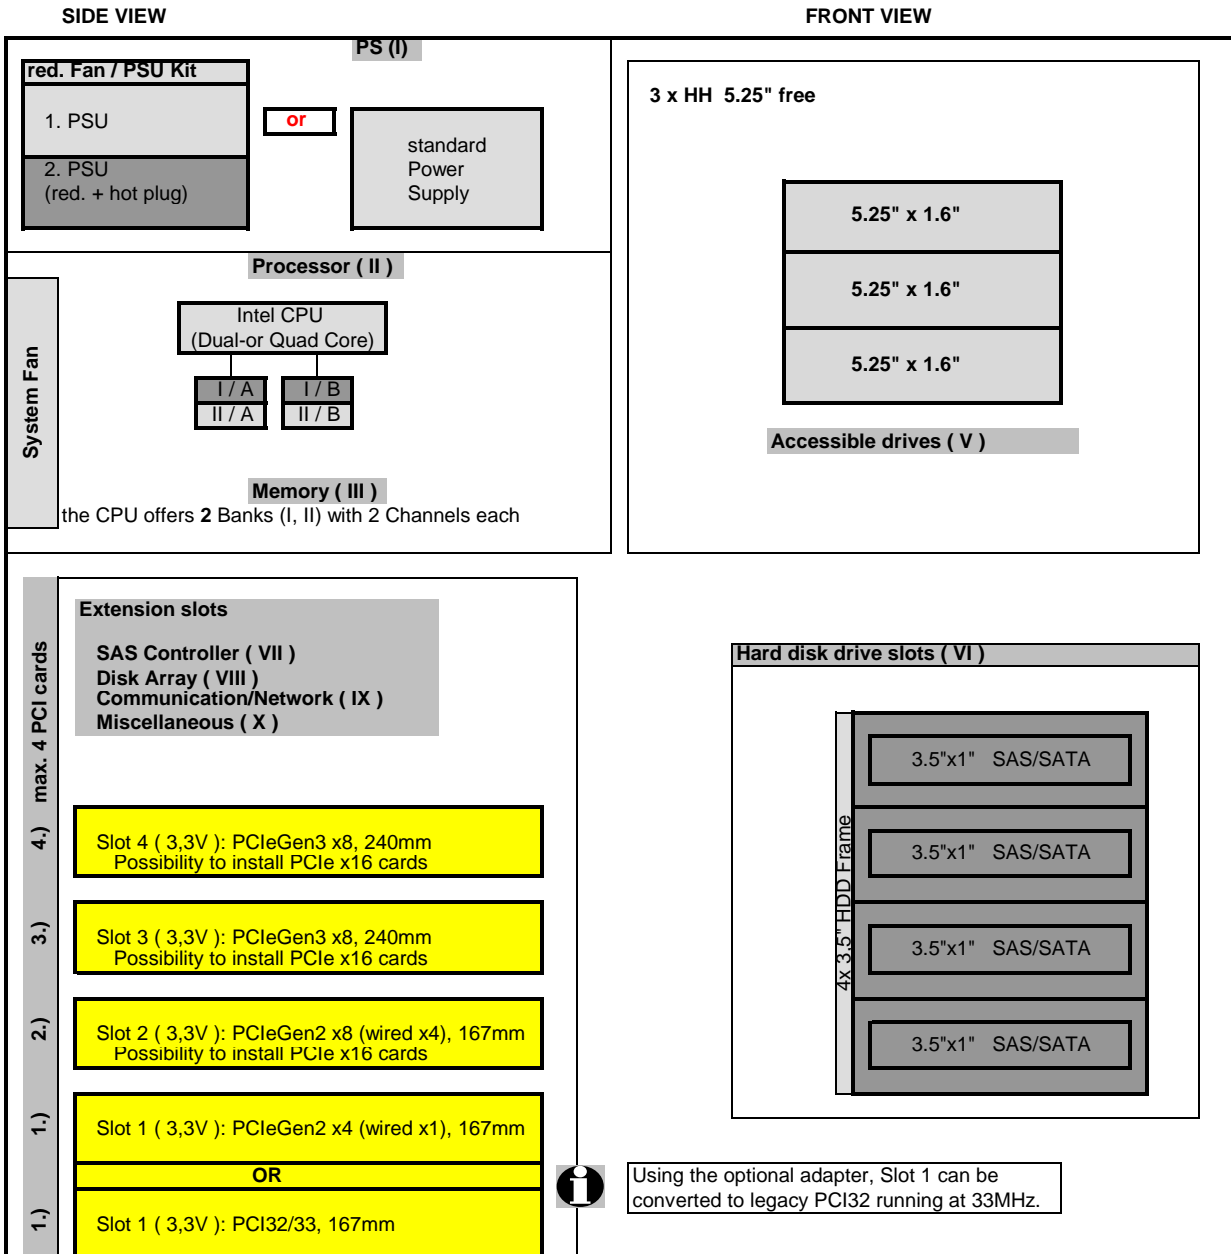 SIDE VIEW
FRONT VIEW
PS (I)
red. Fan / PSU Kit
1. PSU
2. PSU
(red. + hot plug)
or
standard
Power
Supply
3 x HH 5.25" free
5.25" x 1.6"
5.25" x 1.6"
5.25" x 1.6"
Accessible drives ( V )
System Fan
Processor ( II )
Intel CPU
(Dual-or Quad Core)
I / A
I / B
II / A
II / B
Memory ( III )
the CPU offers 2 Banks (I, II) with 2 Channels each
max. 4 PCI cards
Extension slots
SAS Controller ( VII )
Disk Array ( VIII )
Communication/Network ( IX )
Miscellaneous ( X )
4.)
Slot 4 ( 3,3V ): PCIeGen3 x8, 240mm
Possibility to install PCIe x16 cards
3.)
Slot 3 ( 3,3V ): PCIeGen3 x8, 240mm
Possibility to install PCIe x16 cards
2.)
Slot 2 ( 3,3V ): PCIeGen2 x8 (wired x4), 167mm
Possibility to install PCIe x16 cards
1.)
Slot 1 ( 3,3V ): PCIeGen2 x4 (wired x1), 167mm
OR
1.)
Slot 1 ( 3,3V ): PCI32/33, 167mm
Hard disk drive slots ( VI )
4x 3,5" HDD Frame
3.5"x1" SAS/SATA
3.5"x1" SAS/SATA
3.5"x1" SAS/SATA
3.5"x1" SAS/SATA
i
Using the optional adapter, Slot 1 can be
converted to legacy PCI32 running at 33MHz.